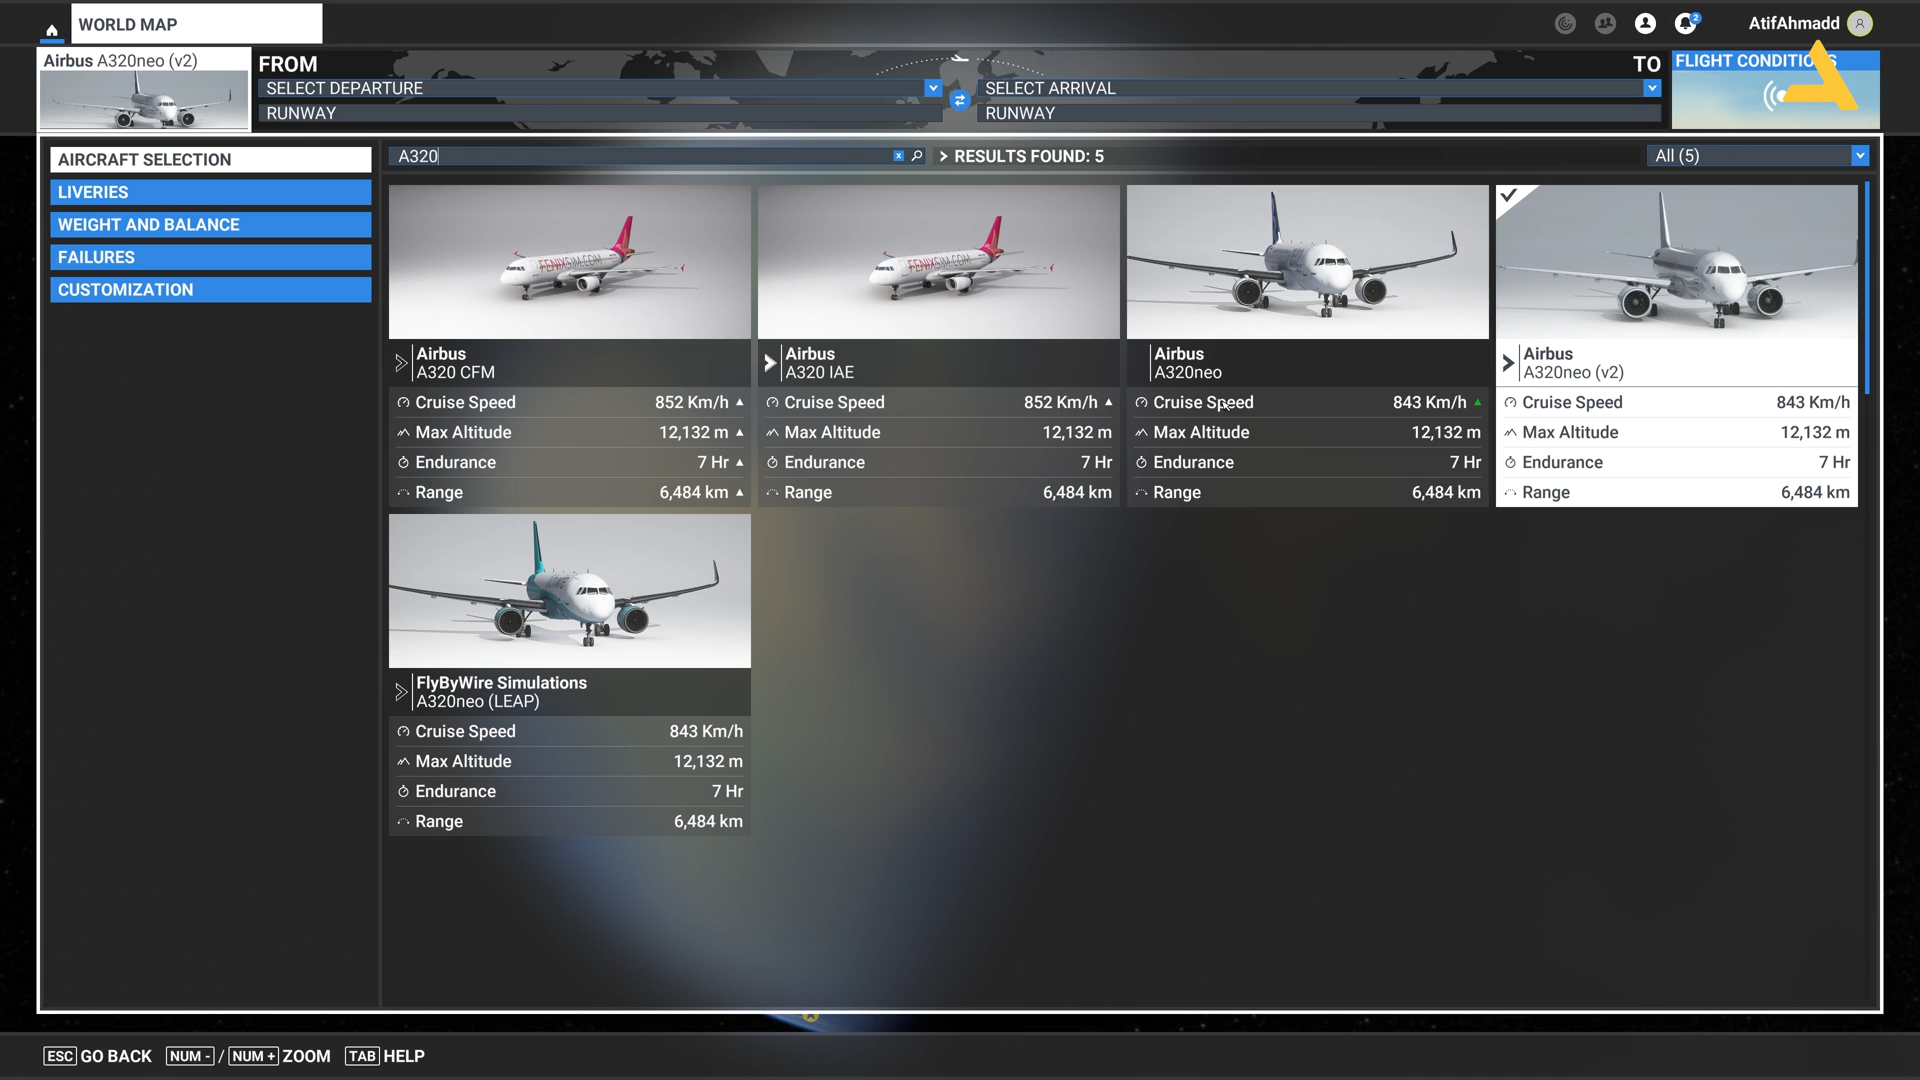 WORLD MAP
2
AtifAhmadd
Airbus A320neo (v2)
FROM
SELECT DEPARTURE
RUNWAY
TO
SELECT ARRIVAL
RUNWAY
FLIGHT CONDITIONS
AIRCRAFT SELECTION
LIVERIES
WEIGHT AND BALANCE
FAILURES
CUSTOMIZATION
A320
RESULTS FOUND: 5
All (5)
FENIXSIM.COM
Airbus
A320 CFM
Cruise Speed 852 Km/h
Max Altitude 12,132 m
Endurance 7 Hr
Range 6,484 km
FENIXSIM.COM
Airbus
A320 IAE
Cruise Speed 852 Km/h
Max Altitude 12,132 m
Endurance 7 Hr
Range 6,484 km
Airbus
A320neo
Cruise Speed 843 Km/h
Max Altitude 12,132 m
Endurance 7 Hr
Range 6,484 km
Airbus
A320neo (v2)
Cruise Speed 843 Km/h
Max Altitude 12,132 m
Endurance 7 Hr
Range 6,484 km
FlyByWire Simulations
A320neo (LEAP)
Cruise Speed 843 Km/h
Max Altitude 12,132 m
Endurance 7 Hr
Range 6,484 km
ESC GO BACK NUM - / NUM + ZOOM TAB HELP